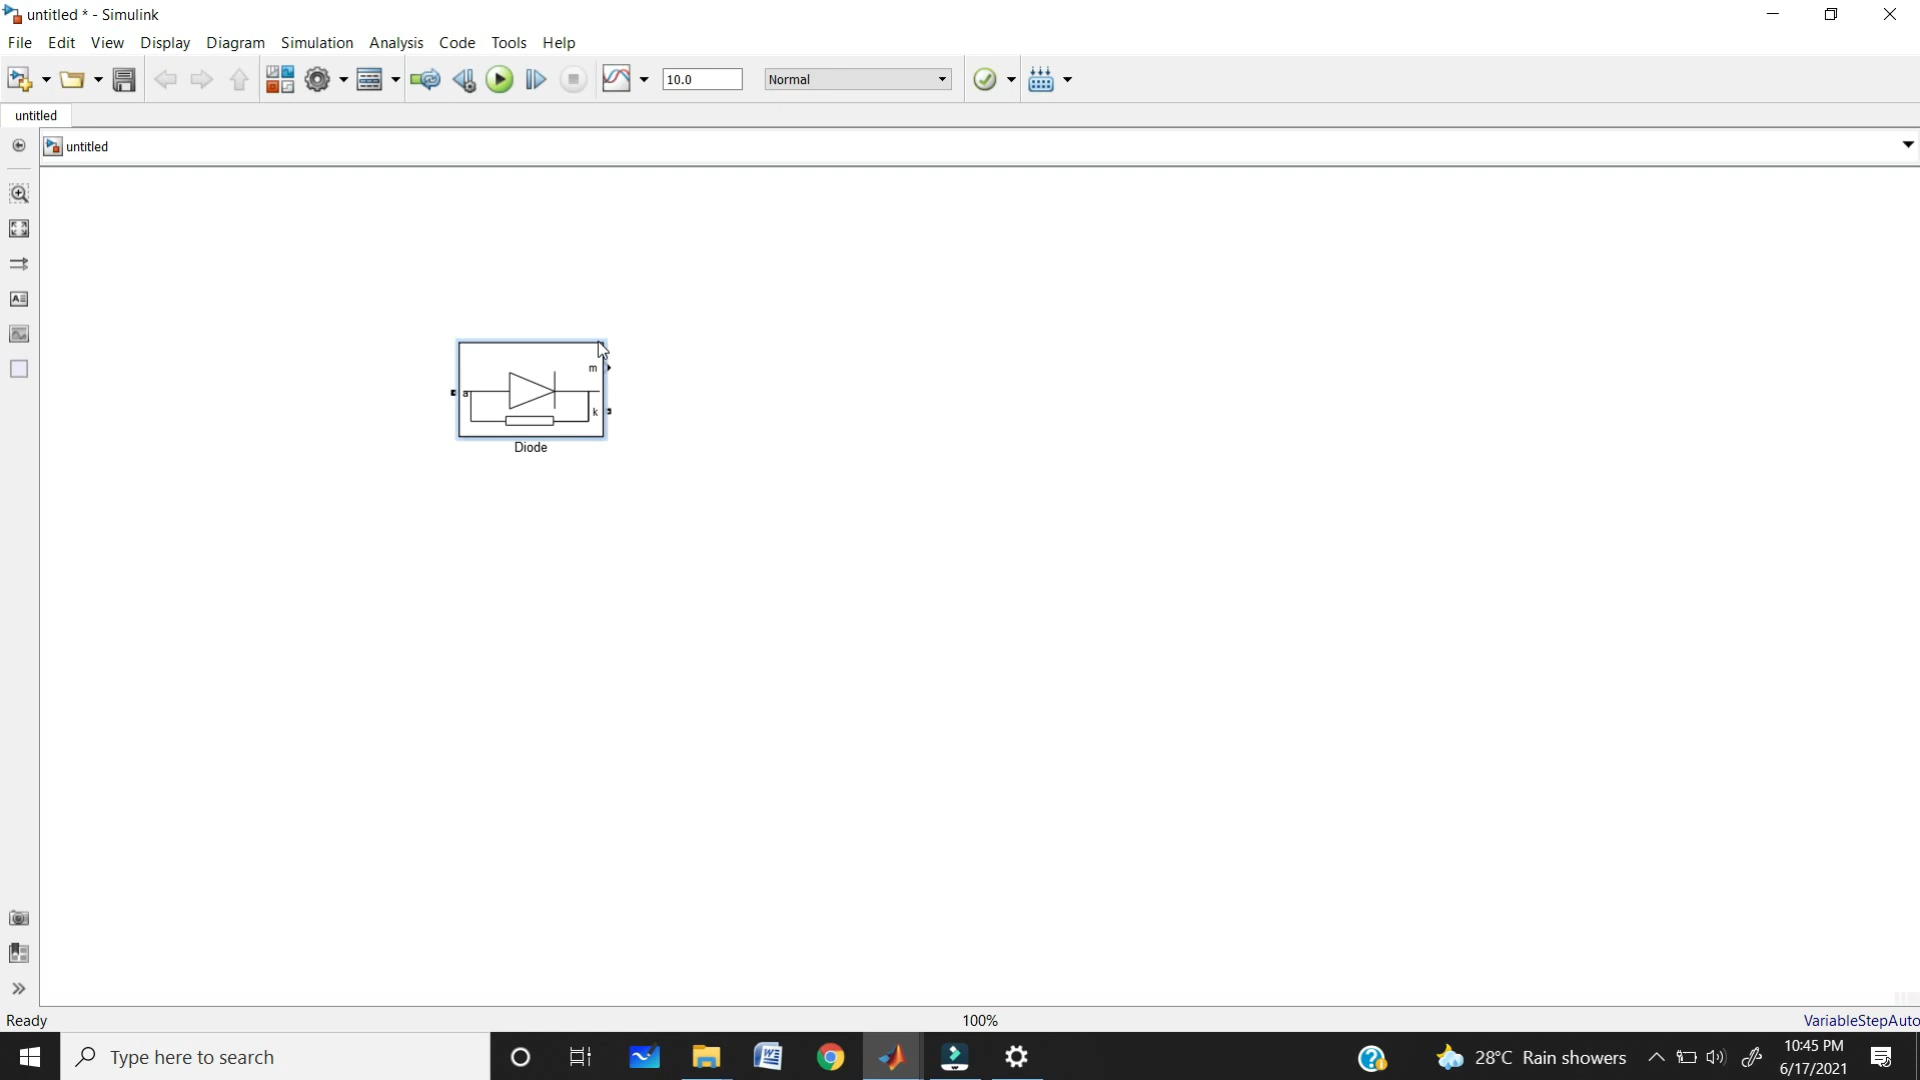 untitled * - Simulink
File Edit View Display Diagram Simulation Analysis Code Tools Help
10.0 Normal
untitled
untitled
m
a
k
Diode
Ready 100% VariableStepAuto
Type here to search 28°C Rain showers 10:45 PM
6/17/2021